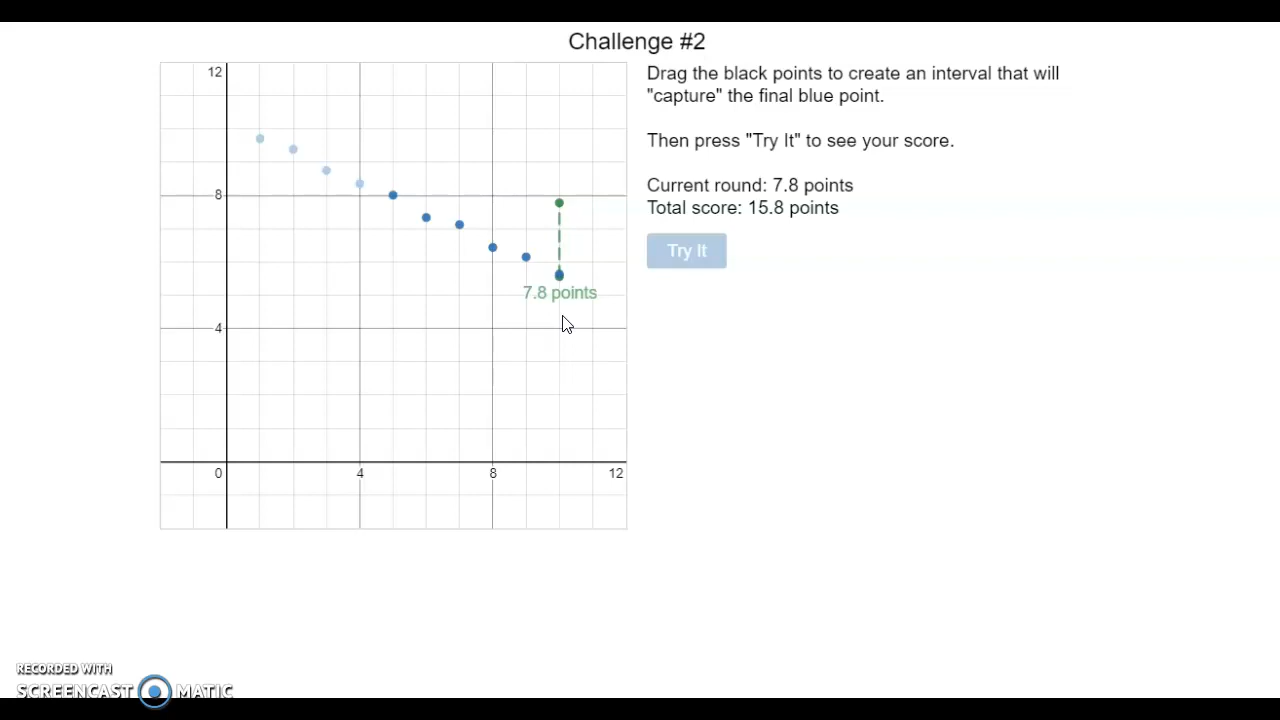 Challenge #2
Drag the black points to create an interval that will
"capture" the final blue point.
Then press "Try It" to see your score.
Current round: 7.8 points
Total score: 15.8 points
Try It
12
8
4
0
4
8
12
7.8 points
RECORDED WITH
SCREENCAST MATIC